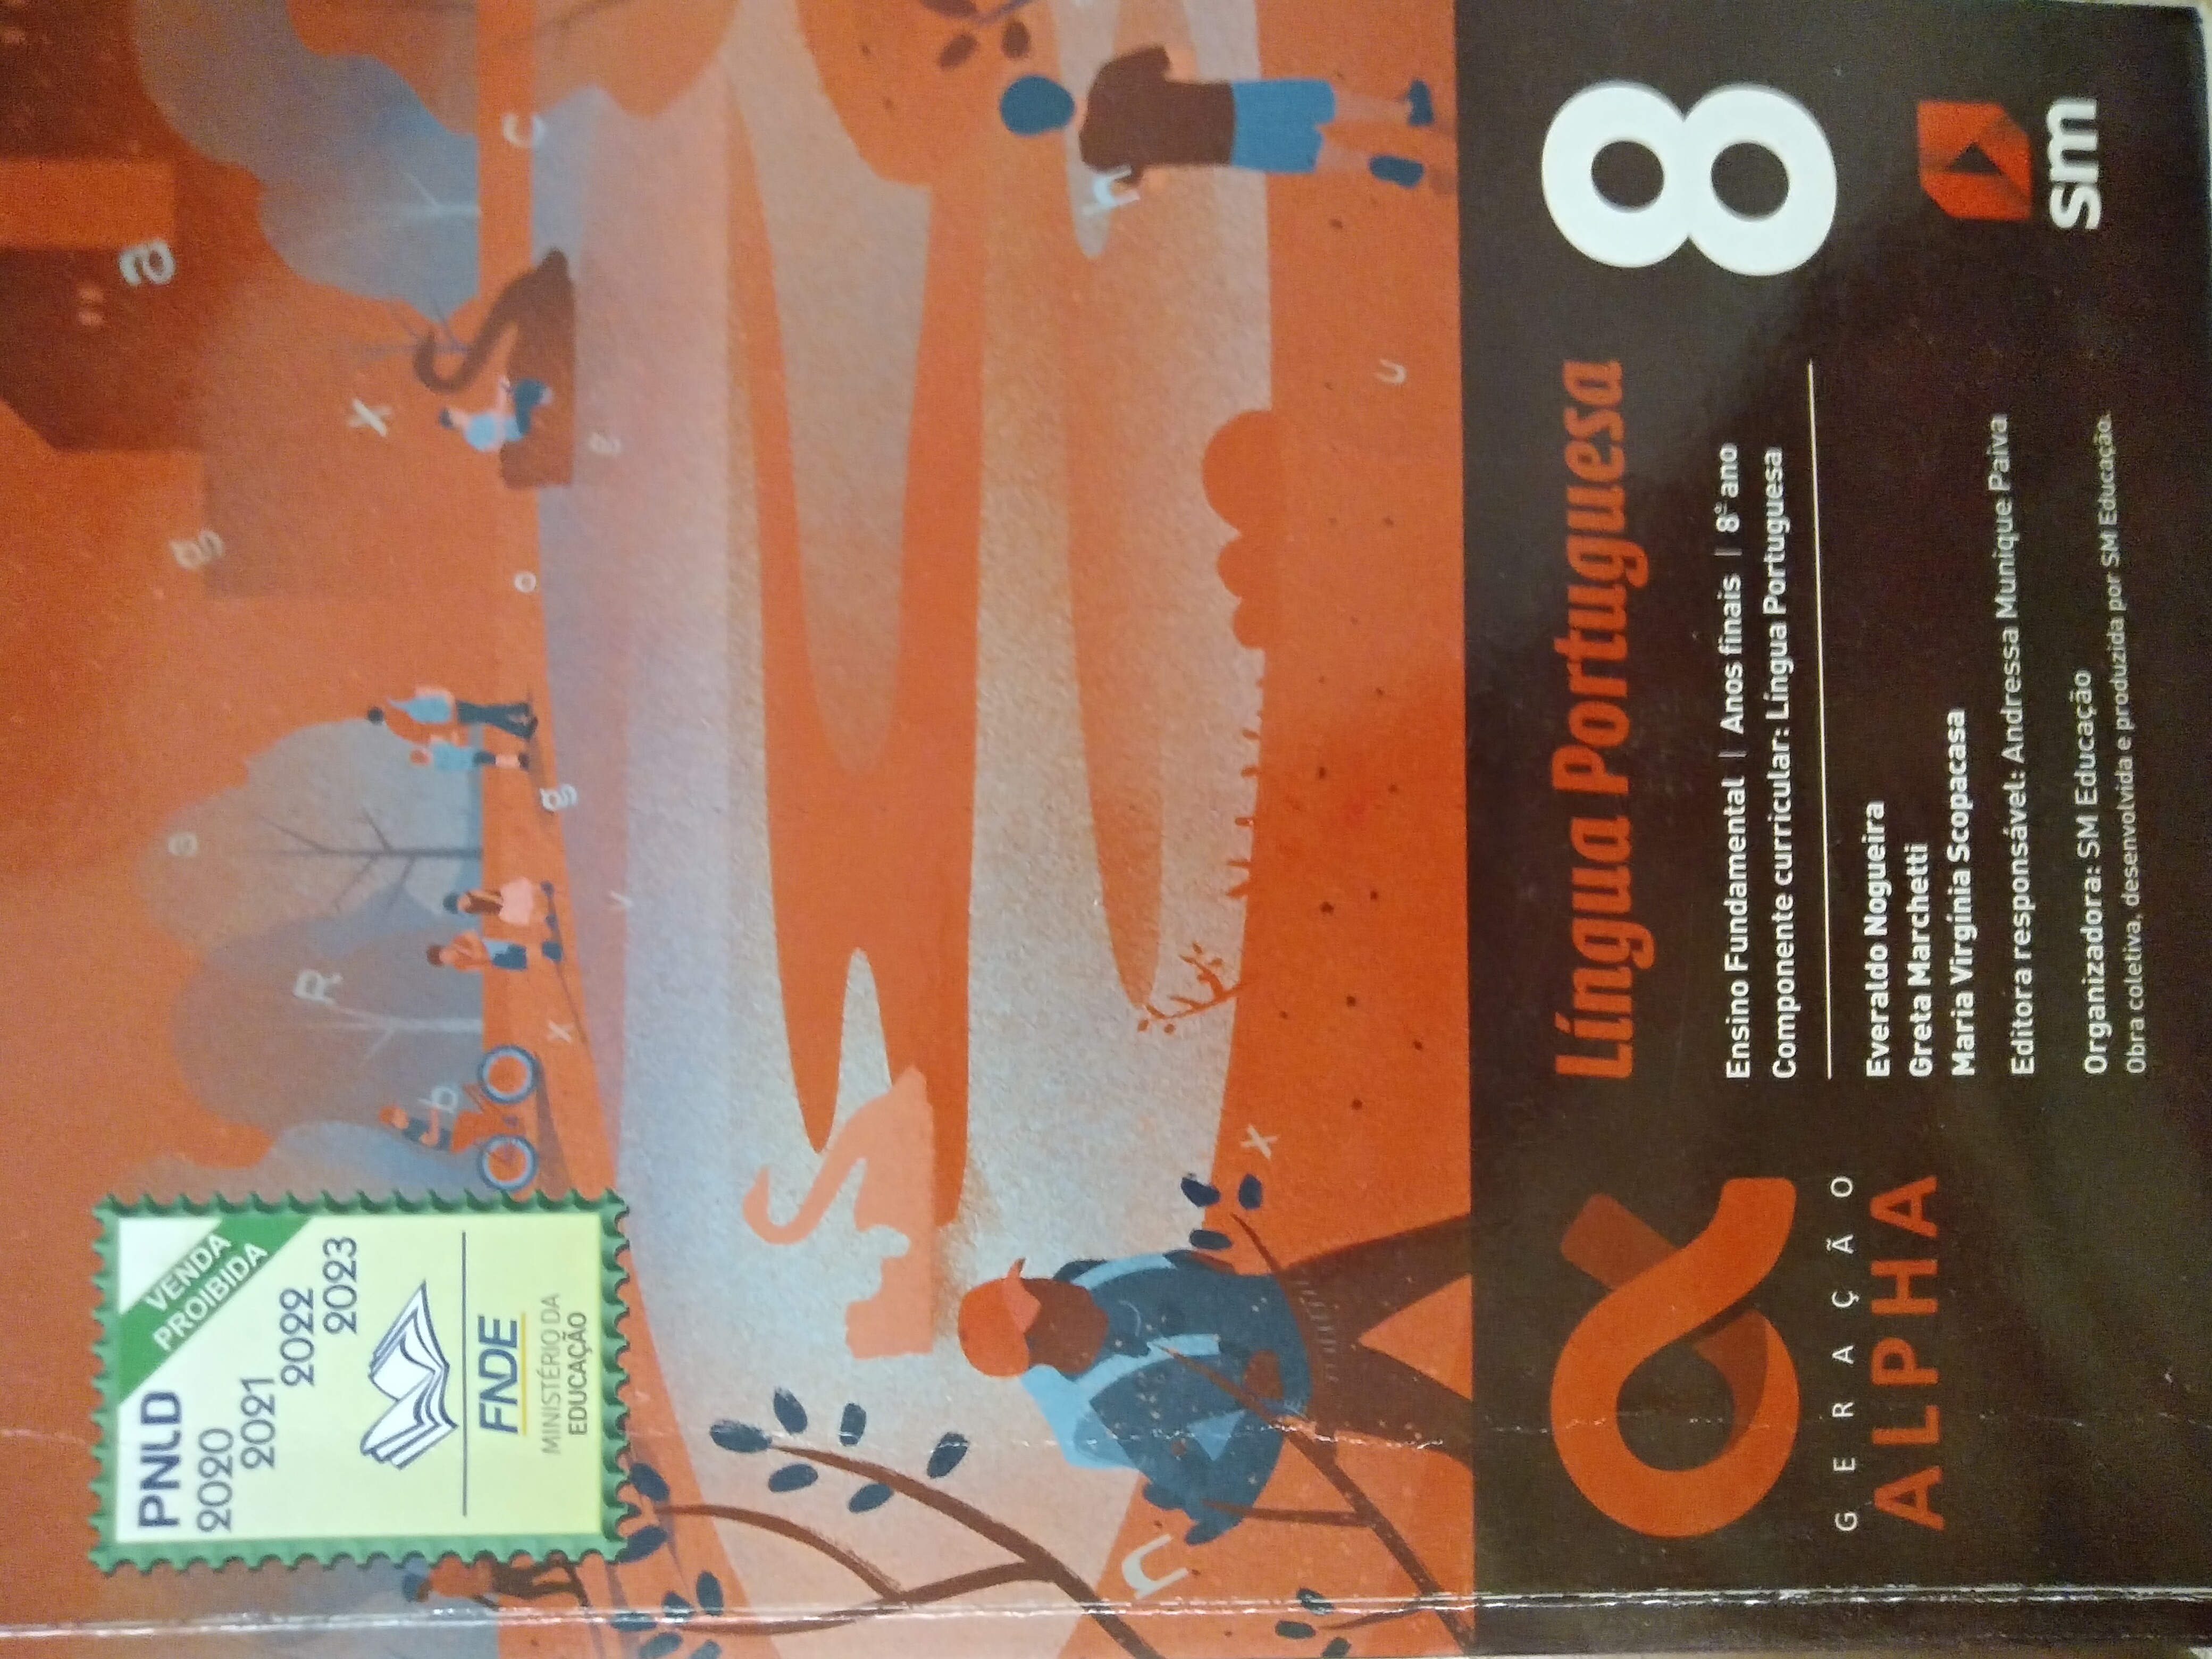 PNLD
VENDA
PROIBIDA
2020
2021
2022
2023
FNDE
MINISTÉRIO DA
EDUCAÇÃO
a
g
R
x
b
c
o
x
g
v
n
h
x
u
Língua Portuguesa
8
Ensino Fundamental | Anos finais | 8º ano
Componente curricular: Língua Portuguesa
GERAÇÃO
ALPHA
Everaldo Nogueira
Greta Marchetti
Maria Virgínia Scopacasa
Editora responsável: Andressa Munique Paiva
Organizadora: SM Educação
Obra coletiva, desenvolvida e produzida por SM Educação.
sm